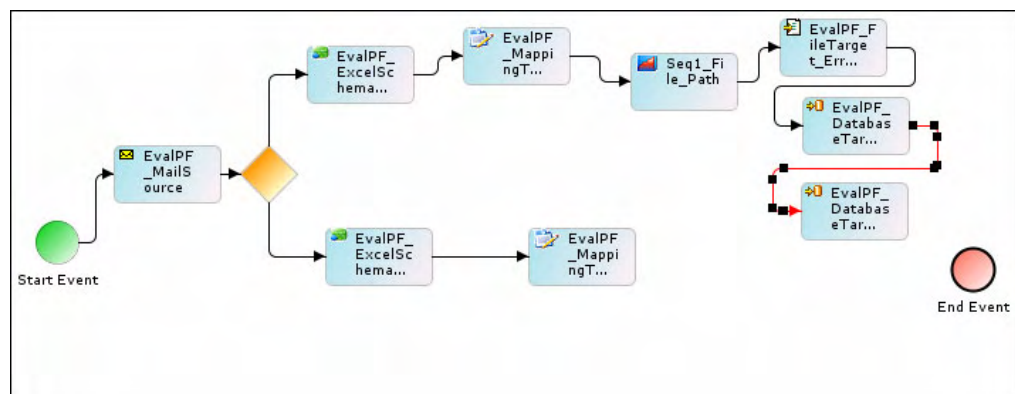 EvalPF_
ExcelSc
hema...
EvalPF
_Mappi
ngT...
Seq1_Fi
le_Path
EvalPF_F
ileTarge
t_Err...
EvalPF_
Databas
eTar...
EvalPF
_MailS
ource
EvalPF_
Databas
eTar...
EvalPF_
ExcelSc
hema...
EvalPF
_Mappi
ngT...
Start Event
End Event